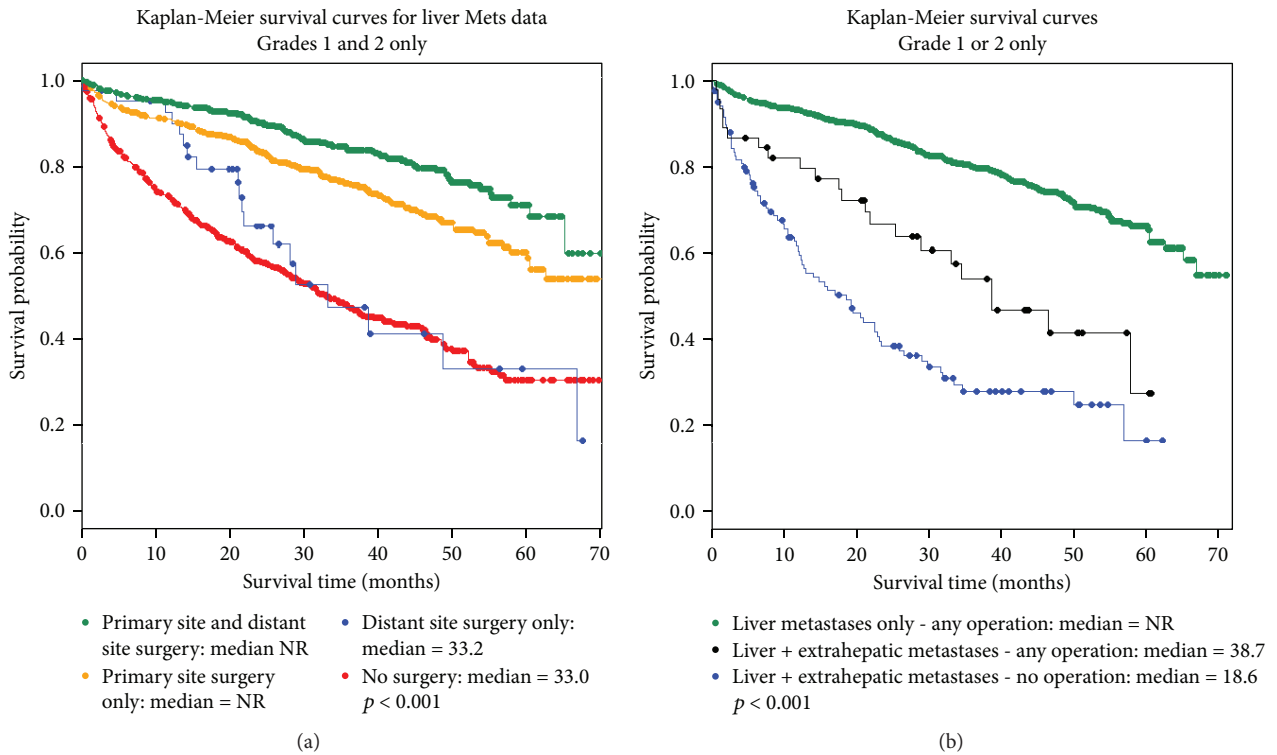 Kaplan-Meier survival curves for liver Mets data
Grades 1 and 2 only
Survival probability
1.0
0.8
0.6
0.4
0.2
0.0
0 10 20 30 40 50 60 70
Survival time (months)
Primary site and distant
site surgery: median NR
Primary site surgery
only: median = NR
Distant site surgery only:
median = 33.2
No surgery: median = 33.0
p < 0.001
(a)
Kaplan-Meier survival curves
Grade 1 or 2 only
Survival probability
1.0
0.8
0.6
0.4
0.2
0.0
0 10 20 30 40 50 60 70
Survival time (months)
Liver metastases only - any operation: median = NR
Liver + extrahepatic metastases - any operation: median = 38.7
Liver + extrahepatic metastases - no operation: median = 18.6
p < 0.001
(b)